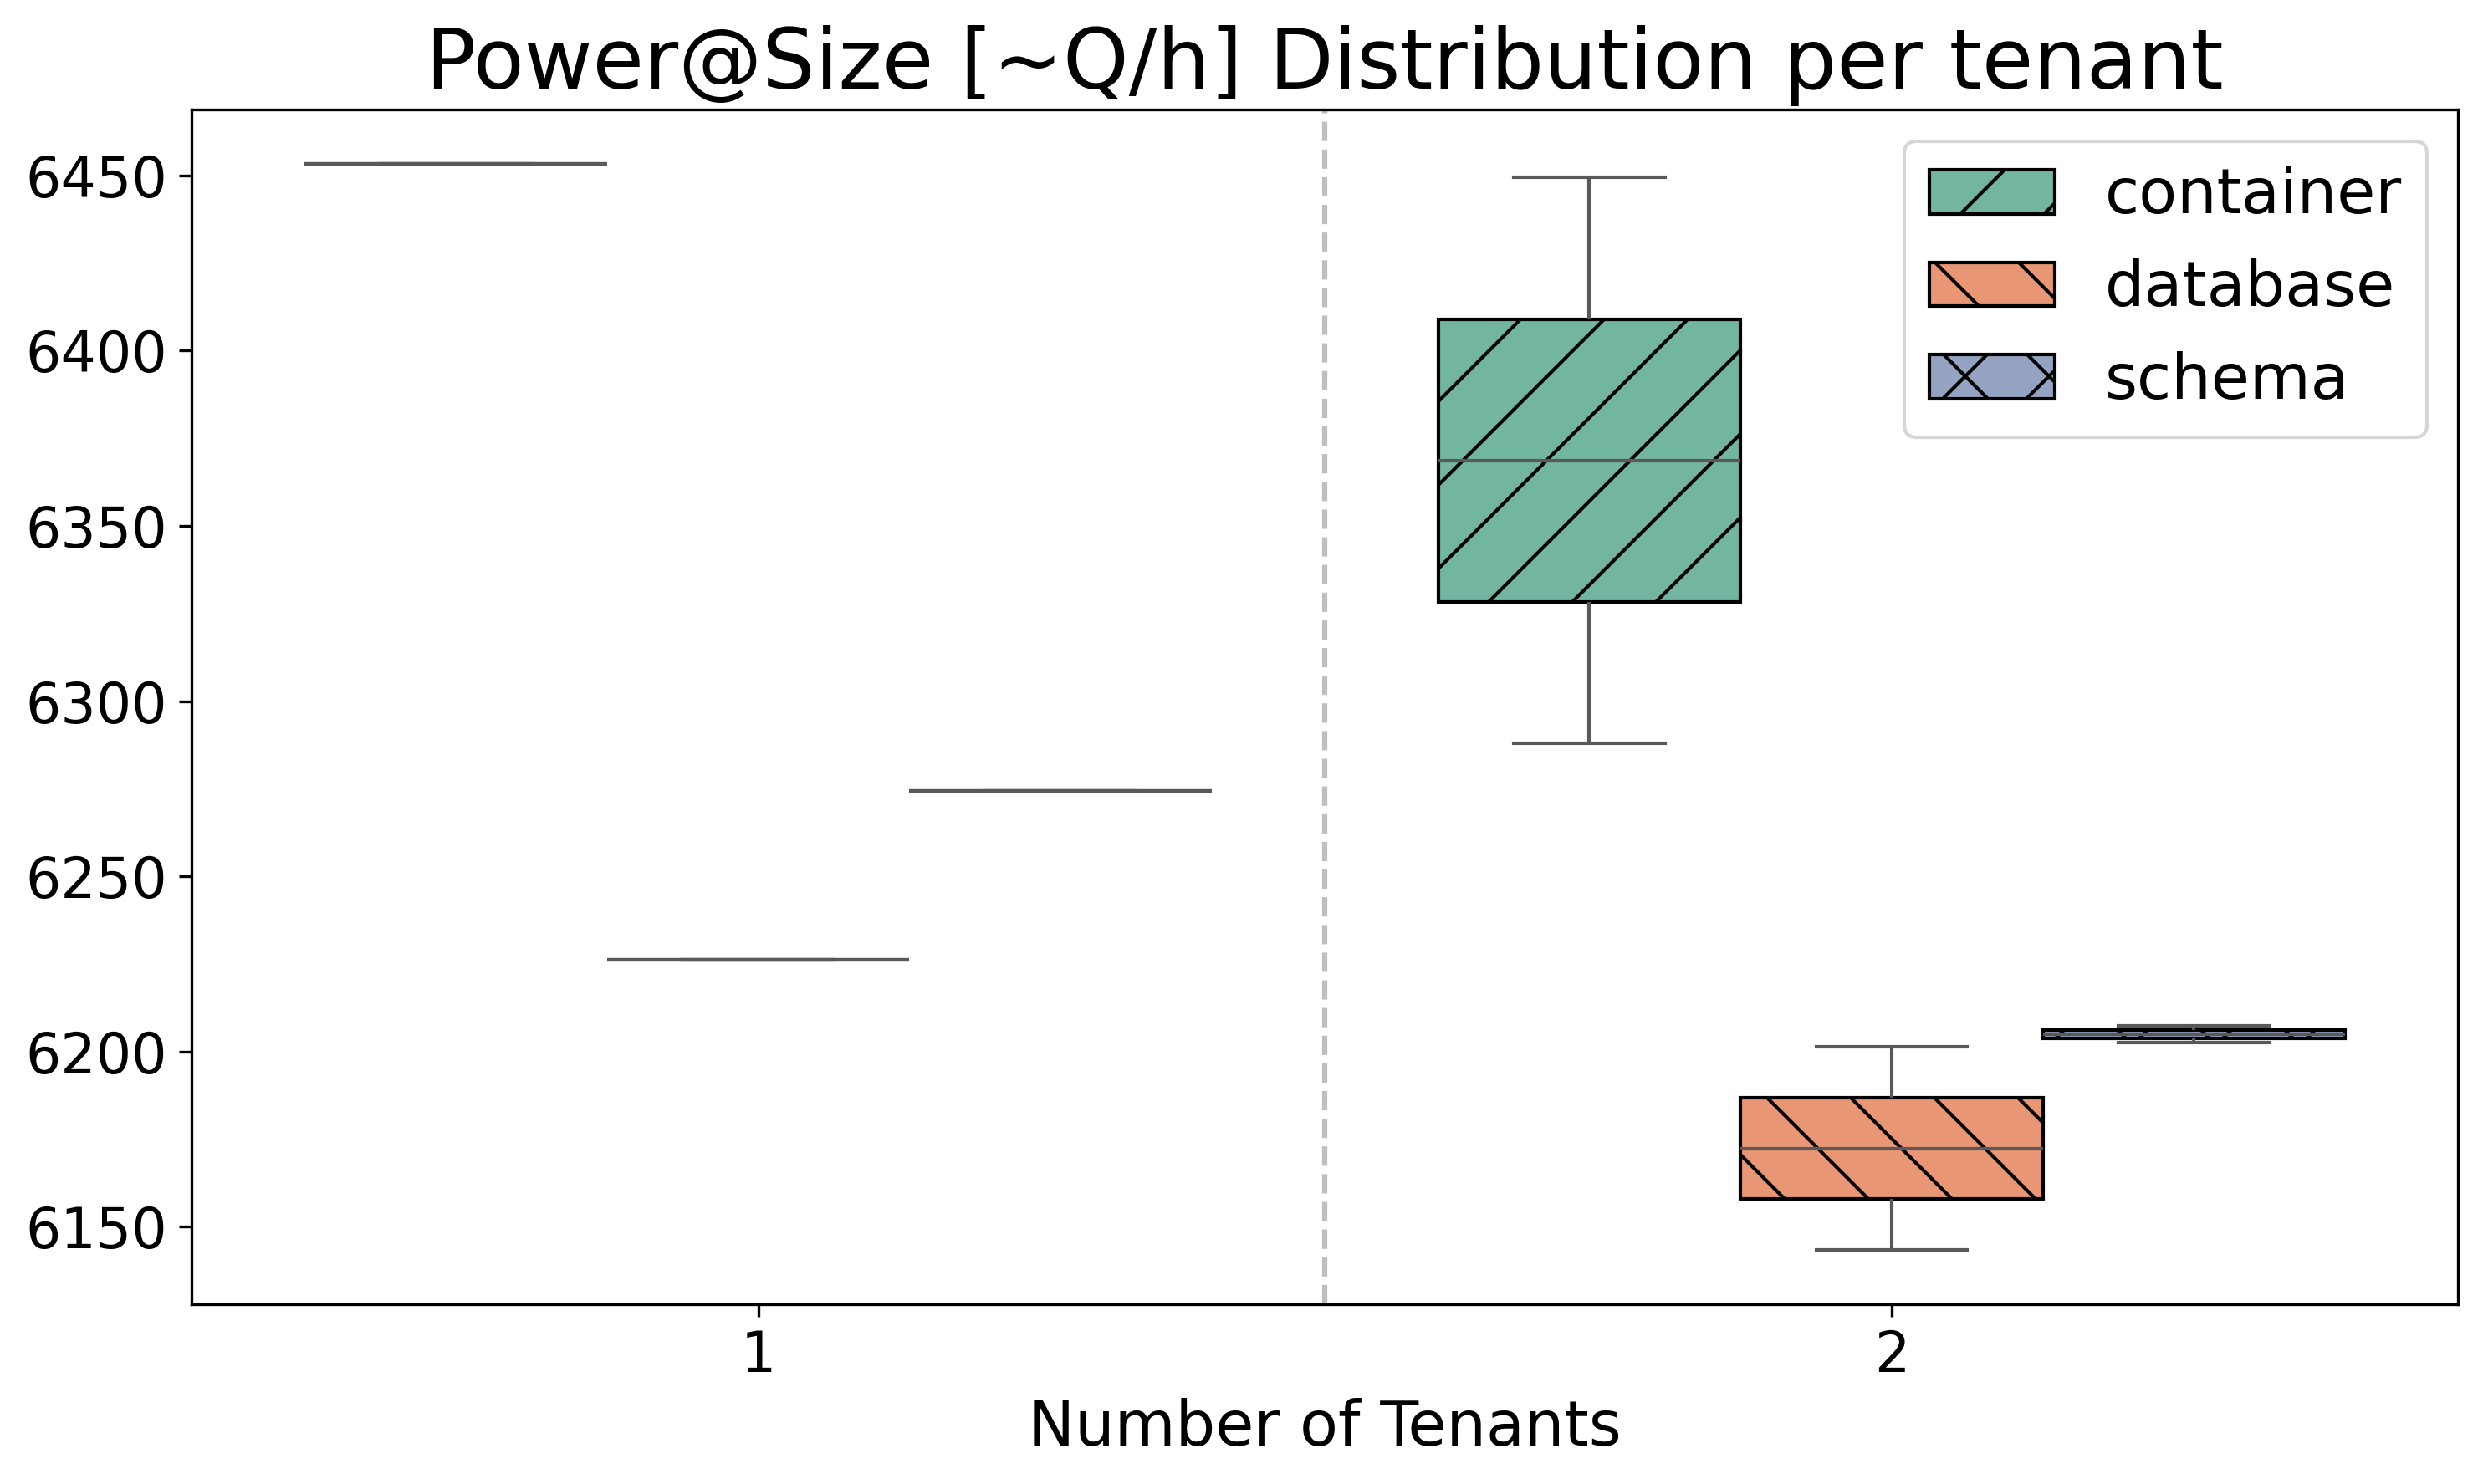 Power@Size [~Q/h] Distribution per tenant
6450
6400
6350
6300
6250
6200
6150
container
database
schema
1
2
Number of Tenants